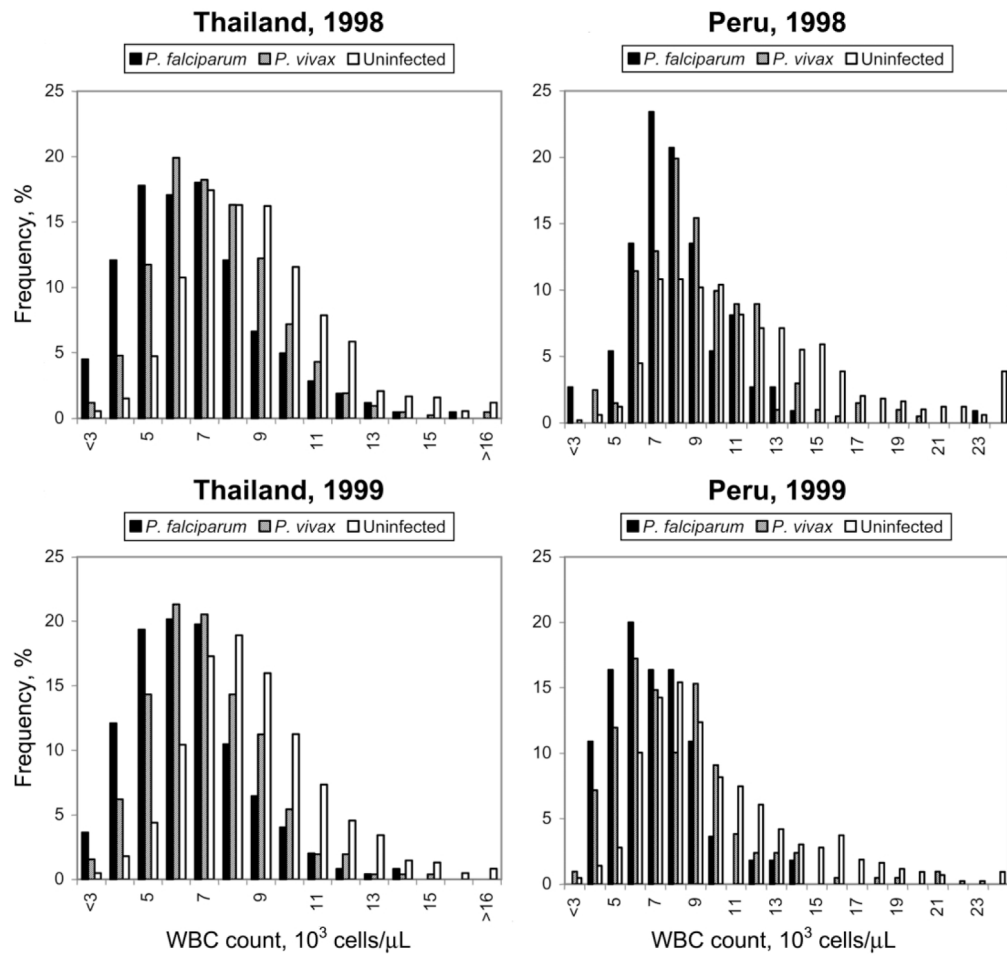 Thailand, 1998
P. falciparum P. vivax Uninfected
Frequency, %
25
20
15
10
5
0
<3 5 7 9 11 13 15 >16
Peru, 1998
P. falciparum P. vivax Uninfected
25
20
15
10
5
0
<3 5 7 9 11 13 15 17 19 21 23
Thailand, 1999
P. falciparum P. vivax Uninfected
Frequency, %
25
20
15
10
5
0
<3 5 7 9 11 13 15 >16
WBC count, 10³ cells/μL
Peru, 1999
P. falciparum P. vivax Uninfected
25
20
15
10
5
0
<3 5 7 9 11 13 15 17 19 21 23
WBC count, 10³ cells/μL